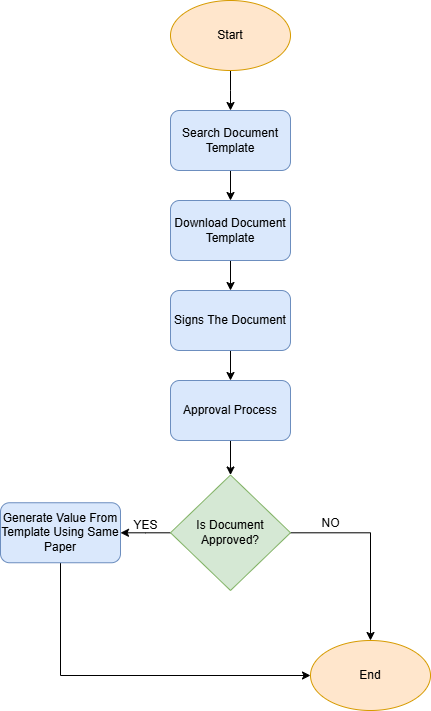 Start
Search Document
Template
Download Document
Template
Signs The Document
Approval Process
Is Document
Approved?
YES
NO
Generate Value From
Template Using Same
Paper
End